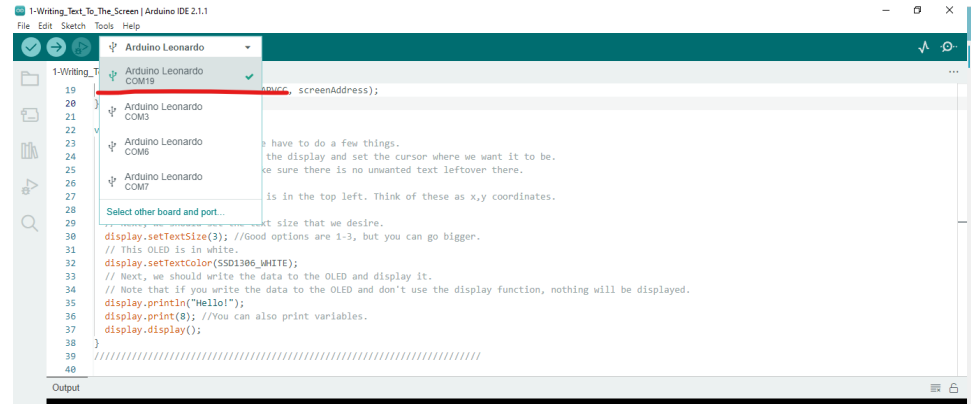 1-Writing_Text_To_The_Screen | Arduino IDE 2.1.1
File Edit Sketch Tools Help
Arduino Leonardo
1-Writing_T
Arduino Leonardo
COM19
Arduino Leonardo
COM3
Arduino Leonardo
COM6
Arduino Leonardo
COM7
Select other board and port...
19 , screenAddress);
20 }
21
22 v
23 have to do a few things.
24 the display and set the cursor where we want it to be.
25 sure there is no unwanted text leftover there.
26
27 is in the top left. Think of these as x,y coordinates.
28
29 size that we desire.
30 display.setTextSize(3); //Good options are 1-3, but you can go bigger.
31 // This OLED is in white.
32 display.setTextColor(SSD1306_WHITE);
33 // Next, we should write the data to the OLED and display it.
34 // Note that if you write the data to the OLED and don't use the display function, nothing will be displayed.
35 display.println("Hello!");
36 display.print(8); //You can also print variables.
37 display.display();
38 }
39 ////////////////////////////////////////////////////////////////////////
40
Output